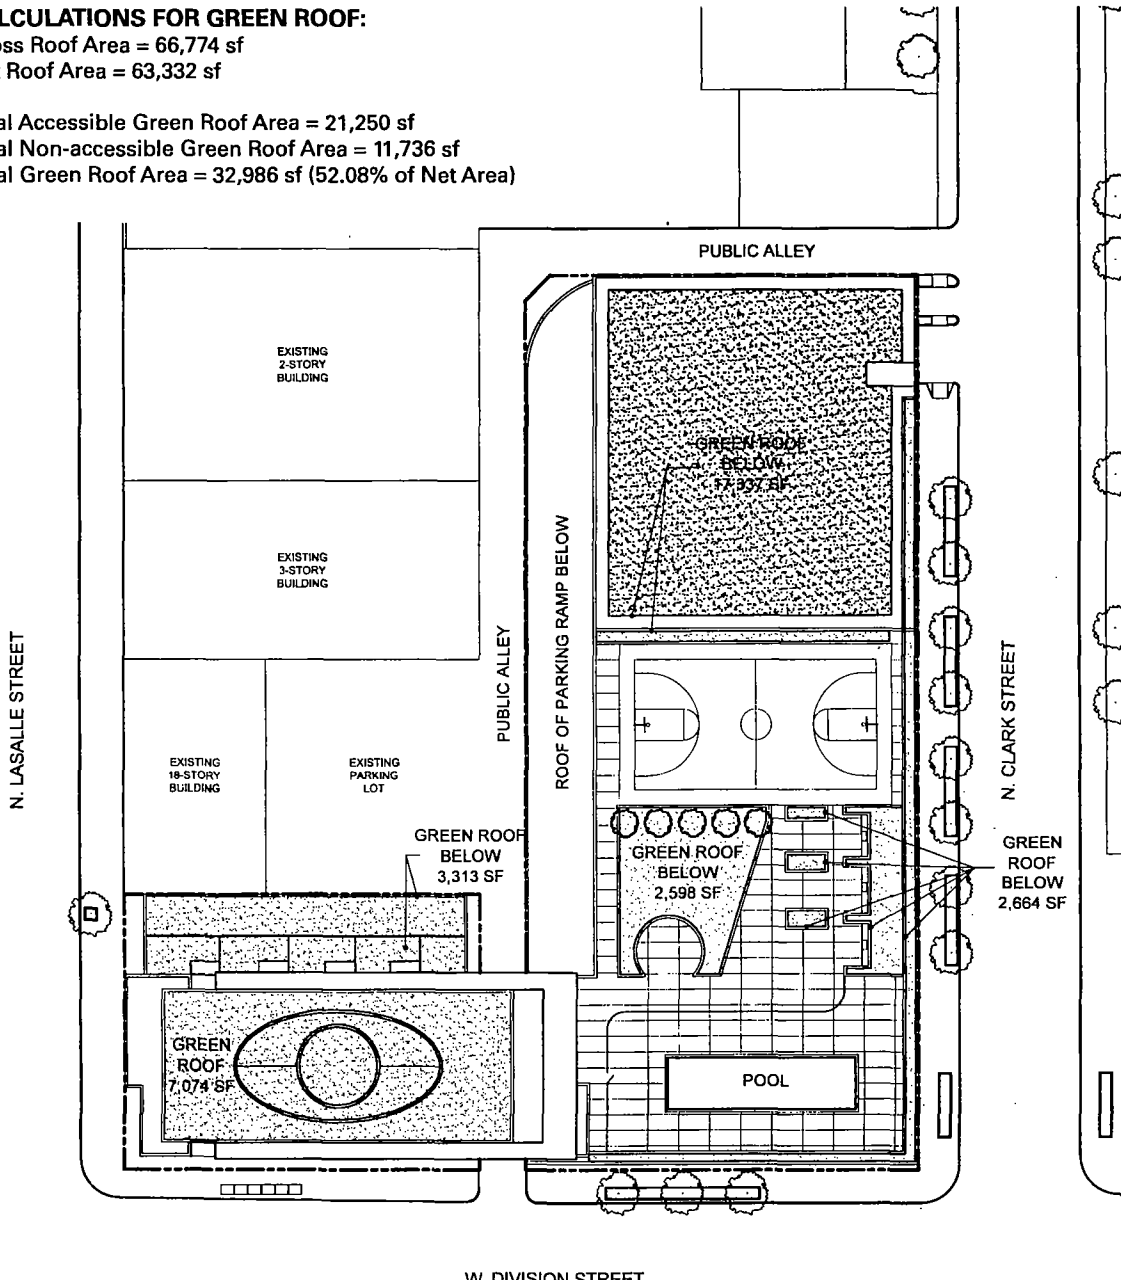 LCULATIONS FOR GREEN ROOF:
oss Roof Area = 66,774 sf
t Roof Area = 63,332 sf
al Accessible Green Roof Area = 21,250 sf
al Non-accessible Green Roof Area = 11,736 sf
al Green Roof Area = 32,986 sf (52.08% of Net Area)
PUBLIC ALLEY
EXISTING
2-STORY
BUILDING
GREEN ROOF
BELOW
17,337 SF
EXISTING
3-STORY
BUILDING
N. LASALLE STREET
PUBLIC ALLEY
ROOF OF PARKING RAMP BELOW
N. CLARK STREET
EXISTING
18-STORY
BUILDING
EXISTING
PARKING
LOT
GREEN ROOF
BELOW
3,313 SF
GREEN ROOF
BELOW
2,598 SF
GREEN
ROOF
BELOW
2,664 SF
GREEN
ROOF
7,074 SF
POOL
W. DIVISION STREET